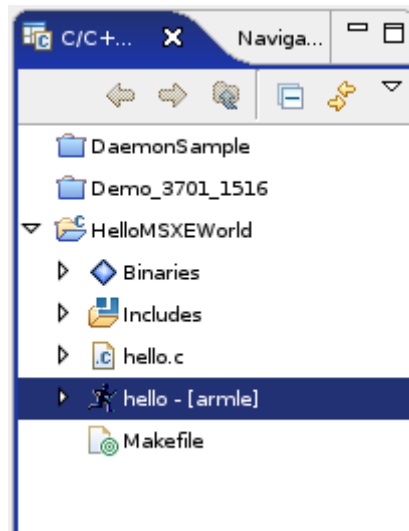 C/C+... Naviga...
DaemonSample
Demo_3701_1516
HelloMSXEWorld
Binaries
Includes
hello.c
hello - [armle]
Makefile